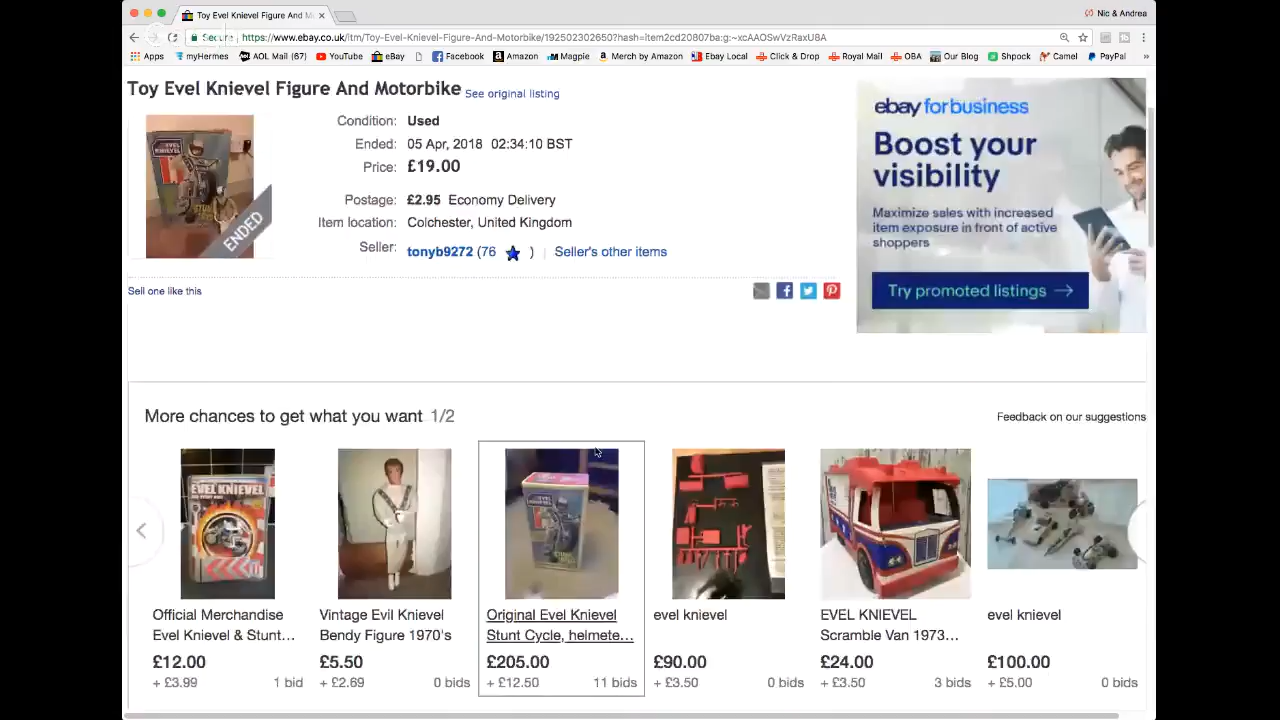 Toy Evel Knievel Figure And Mo
Nic & Andrea
Secure
https://www.ebay.co.uk/itm/Toy-Evel-Knievel-Figure-And-Motorbike/192502302650?hash=item2cd20807ba:g:~xcAAOSwVzRaxU8A
Apps myHermes AOL Mail (67) YouTube eBay Facebook Amazon Magpie Merch by Amazon Ebay Local Click & Drop Royal Mail OBA Our Blog Shpock Camel PayPal »
Toy Evel Knievel Figure And Motorbike See original listing
Condition: Used
Ended: 05 Apr, 2018 02:34:10 BST
Price: £19.00
Postage: £2.95 Economy Delivery
Item location: Colchester, United Kingdom
Seller: tonyb9272 (76 ) | Seller's other items
ENDED
Sell one like this
ebay for business
Boost your
visibility
Maximize sales with increased
item exposure in front of active
shoppers
Try promoted listings →
More chances to get what you want 1/2
Feedback on our suggestions
EVEL KNIEVEL
Official Merchandise
Evel Knievel & Stunt...
£12.00
+ £3.99 1 bid
Vintage Evil Knievel
Bendy Figure 1970's
£5.50
+ £2.69 0 bids
Original Evel Knievel
Stunt Cycle, helmete...
£205.00
+ £12.50 11 bids
evel knievel
£90.00
+ £3.50 0 bids
EVEL KNIEVEL
Scramble Van 1973...
£24.00
+ £3.50 3 bids
evel knievel
£100.00
+ £5.00 0 bids